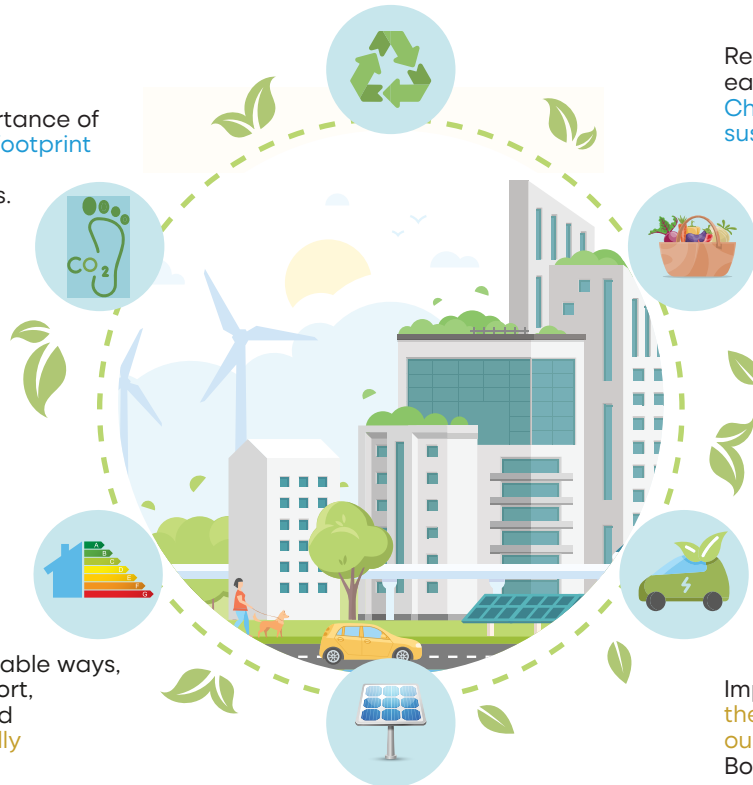 rtance of
ootprint
s.
Re
ea
Ch
sus
CO2
A
B
C
D
E
F
G
able ways,
ort,
d
lly
Imp
the
ou
Bo